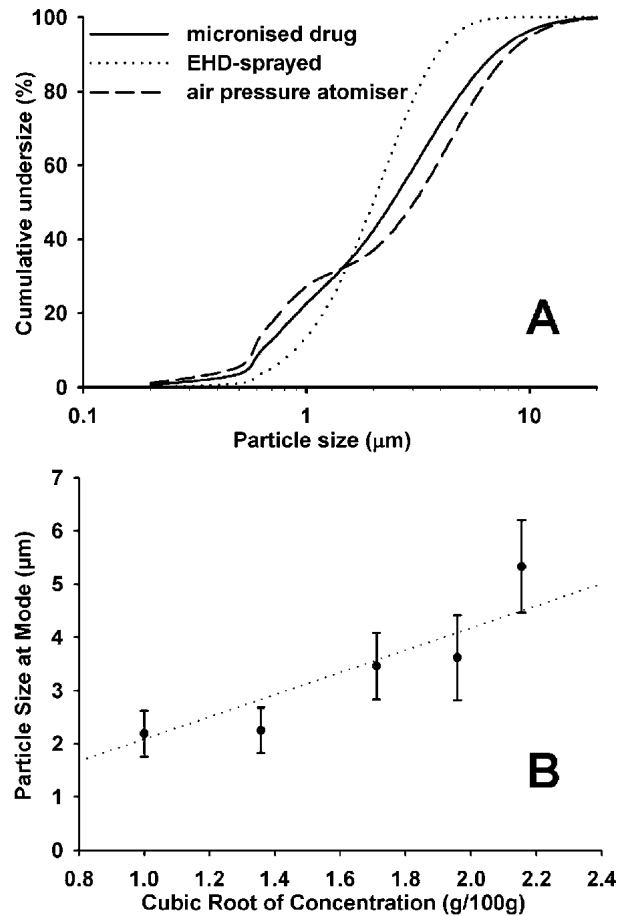 100
80
60
40
20
0
Cumulative undersize (%)
micronised drug
EHD-sprayed
air pressure atomiser
A
0.1 1 10
Particle size (µm)
7
6
5
4
3
2
1
0
Particle Size at Mode (µm)
B
0.8 1.0 1.2 1.4 1.6 1.8 2.0 2.2 2.4
Cubic Root of Concentration (g/100g)